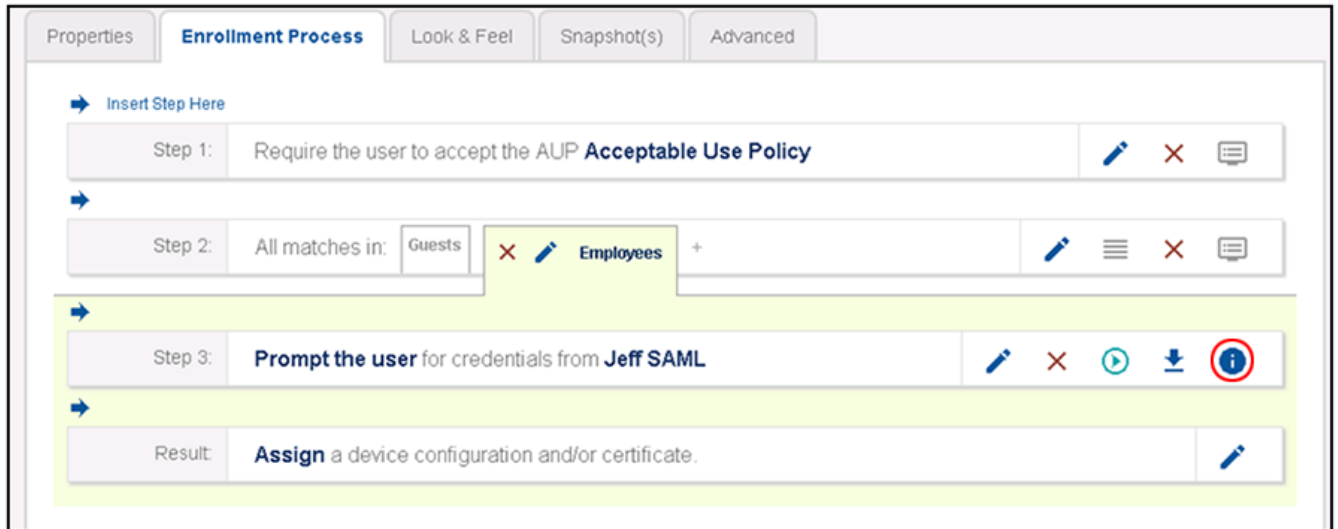 Properties Enrollment Process Look & Feel Snapshot(s) Advanced
Insert Step Here
Step 1: Require the user to accept the AUP Acceptable Use Policy
Step 2: All matches in: Guests Employees +
Step 3: Prompt the user for credentials from Jeff SAML
Result: Assign a device configuration and/or certificate.